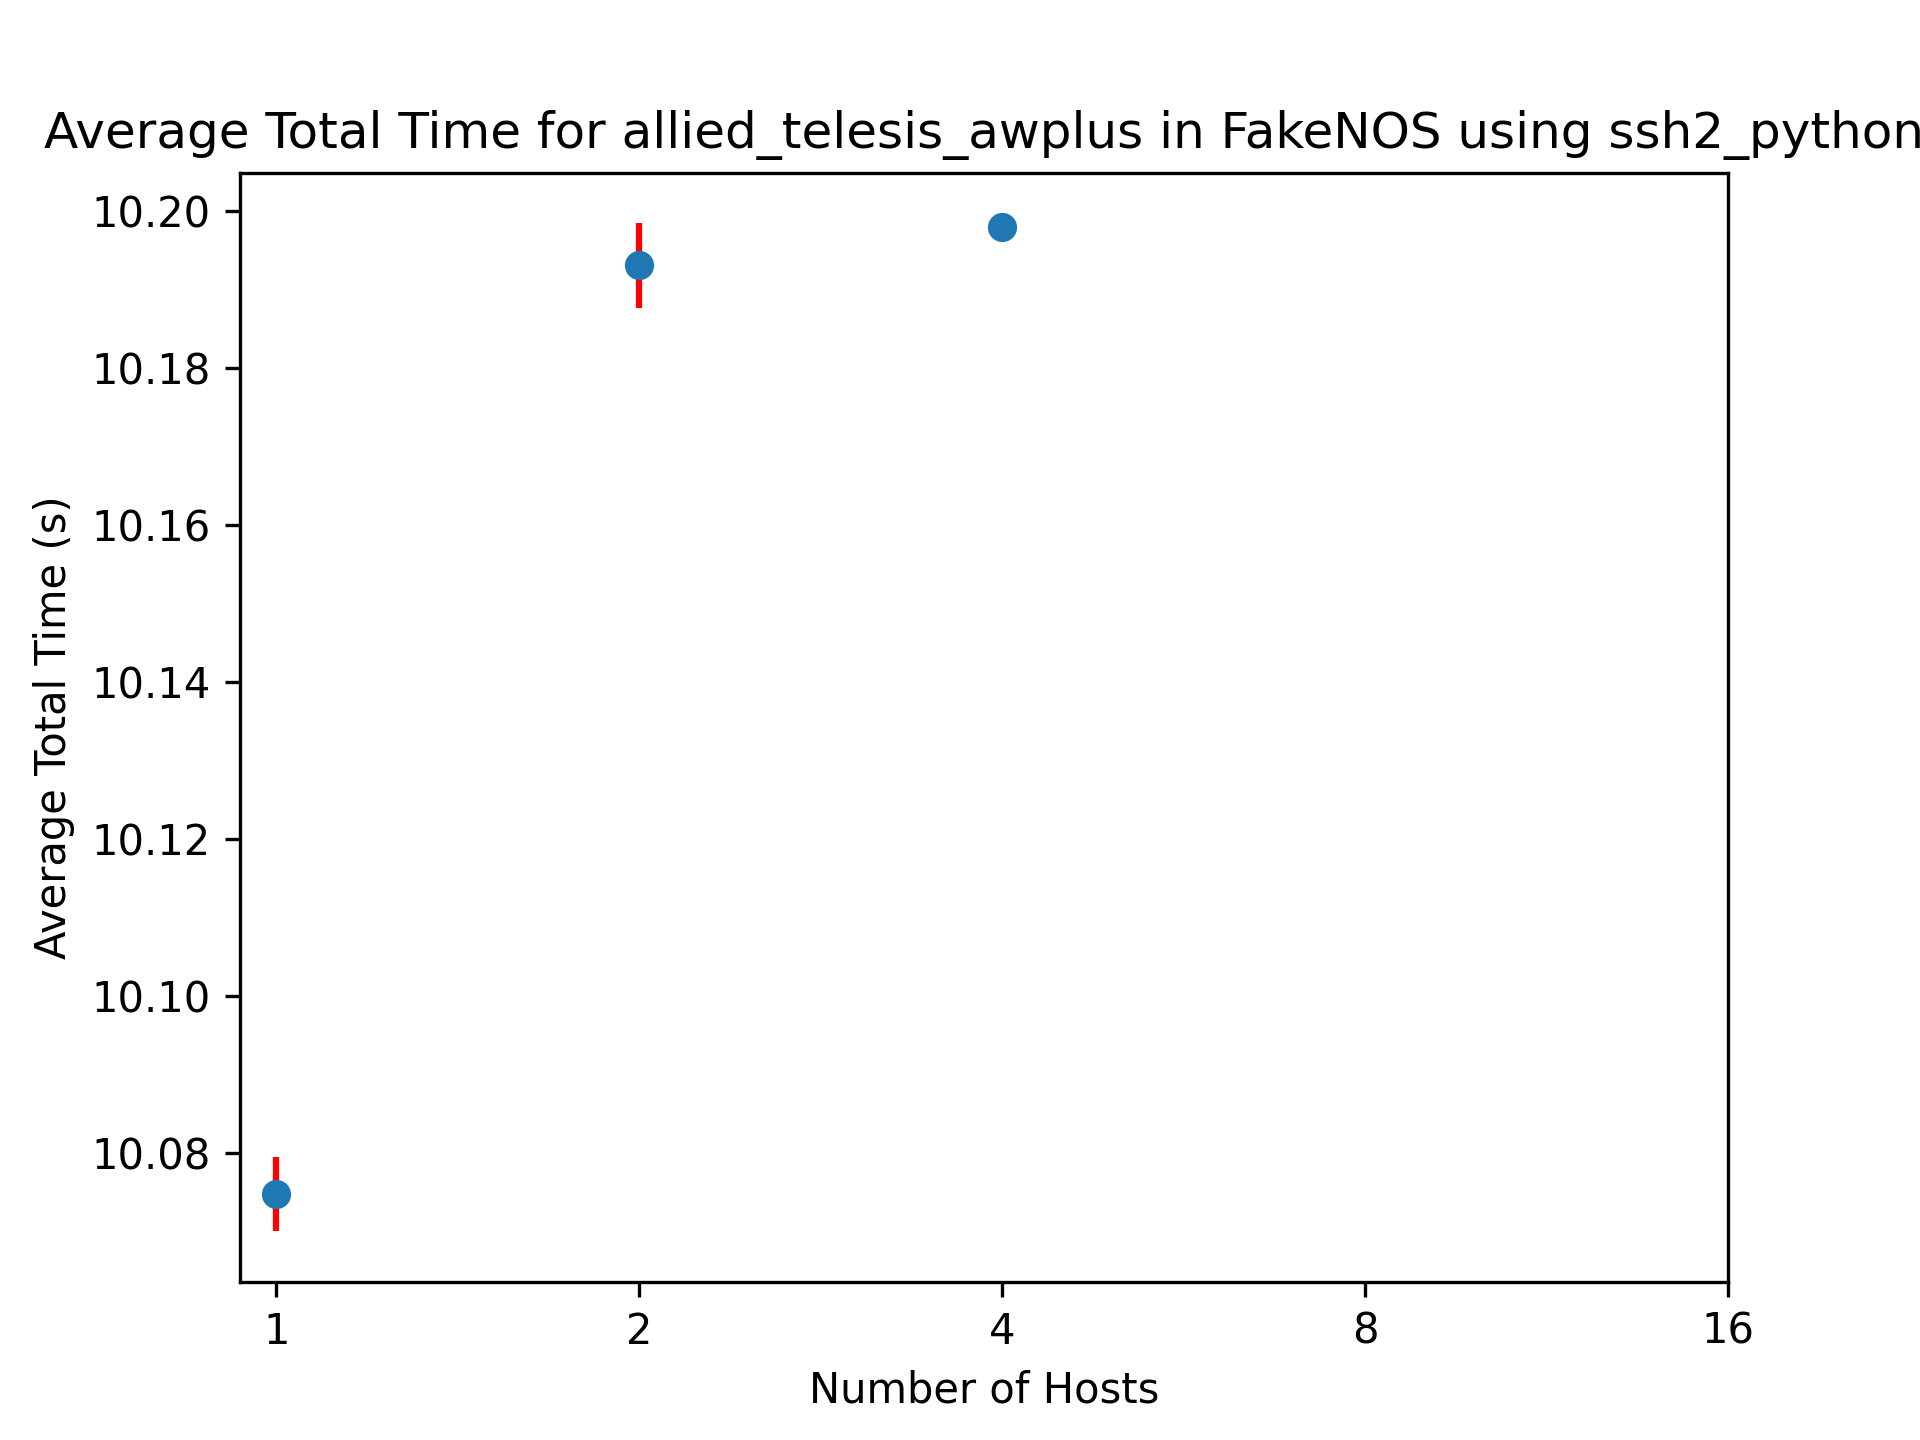 Average Total Time for allied_telesis_awplus in FakeNOS using ssh2_python
10.20
10.18
10.16
10.14
10.12
10.10
10.08
Average Total Time (s)
1 2 4 8 16
Number of Hosts